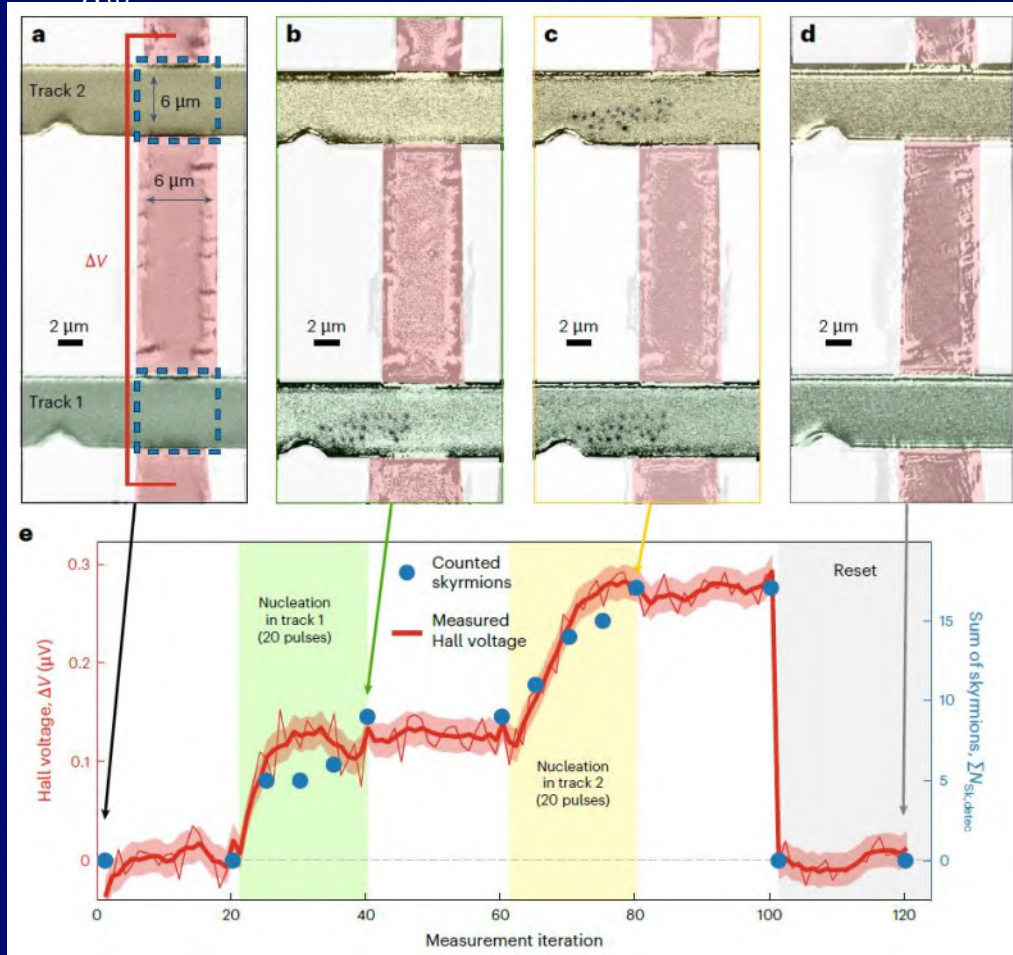 a
b
c
d
Track 2
6 μm
6 μm
ΔV
2 μm
2 μm
2 μm
2 μm
Track 1
e
Hall voltage, ΔV (μV)
0.3
0.2
0.1
0
Nucleation
in track 1
(20 pulses)
Counted
skyrmions
Measured
Hall voltage
Nucleation
in track 2
(20 pulses)
Reset
15
10
5
0
Sum of skyrmions, ∑NSk,detec
0
20
40
60
80
100
120
Measurement iteration